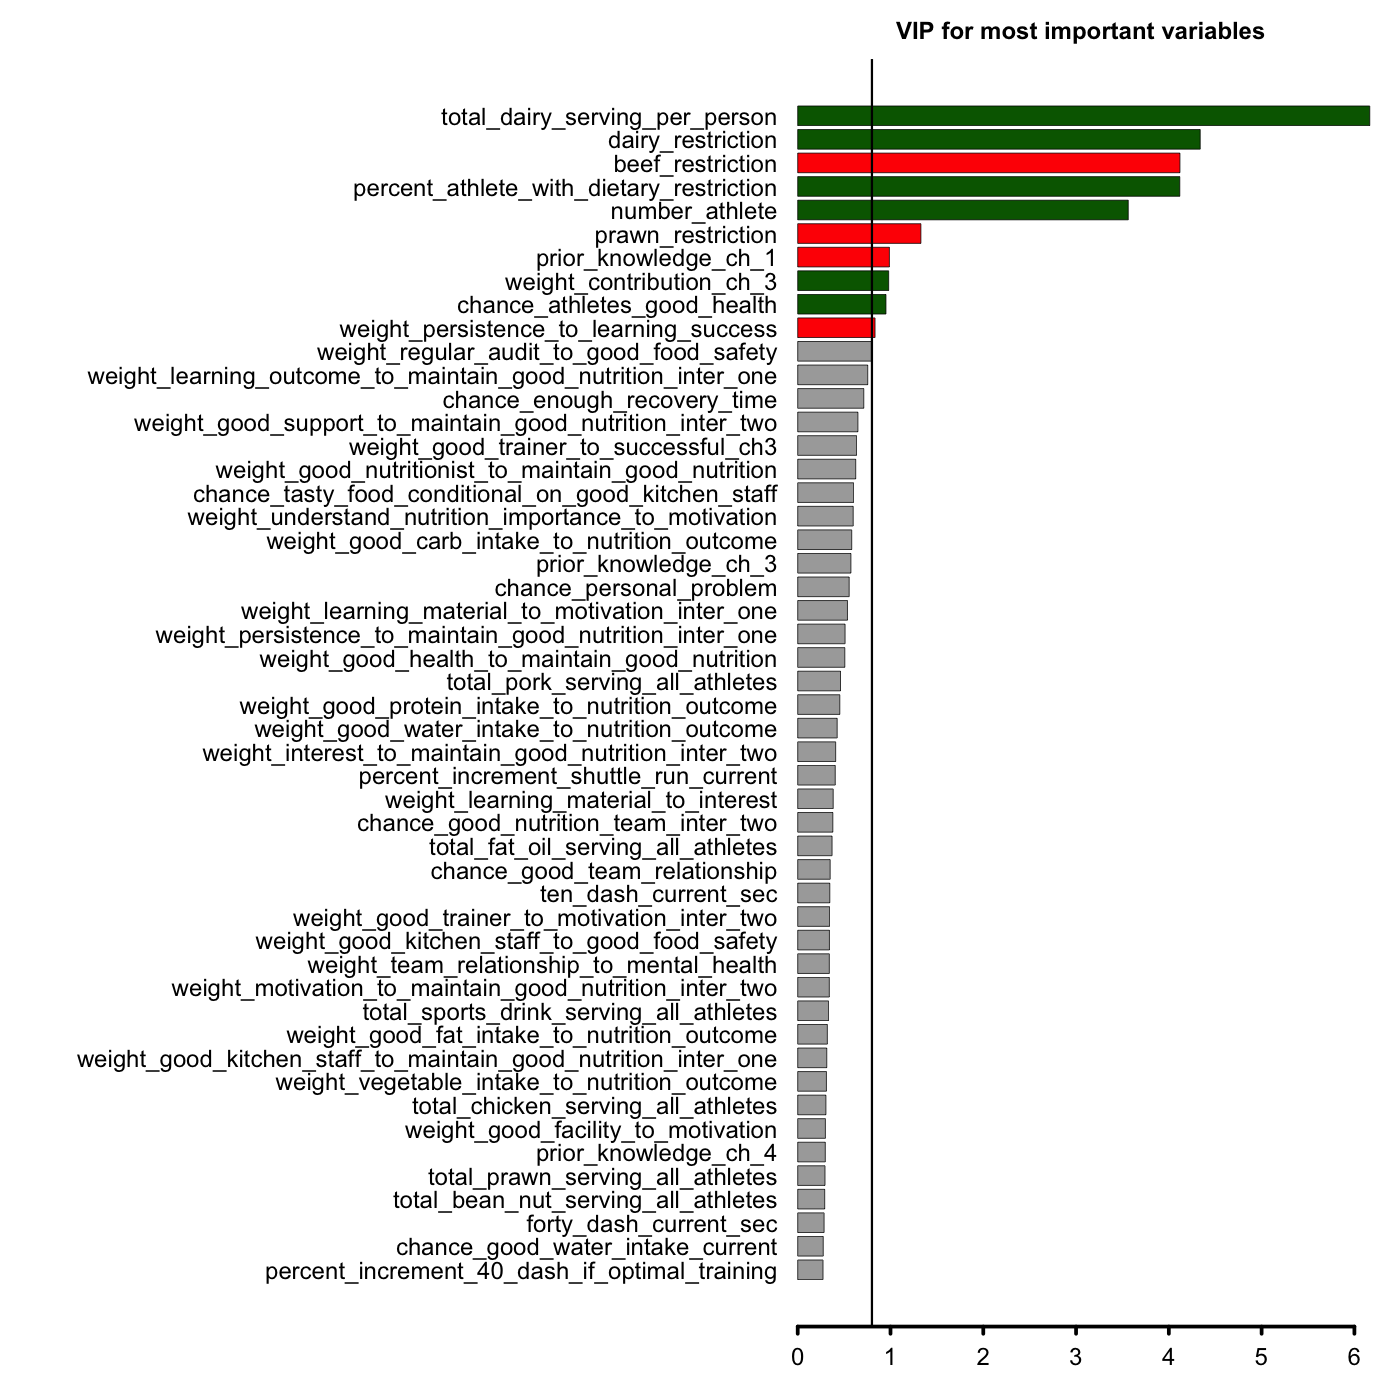 VIP for most important variables
total_dairy_serving_per_person
dairy_restriction
beef_restriction
percent_athlete_with_dietary_restriction
number_athlete
prawn_restriction
prior_knowledge_ch_1
weight_contribution_ch_3
chance_athletes_good_health
weight_persistence_to_learning_success
weight_regular_audit_to_good_food_safety
weight_learning_outcome_to_maintain_good_nutrition_inter_one
chance_enough_recovery_time
weight_good_support_to_maintain_good_nutrition_inter_two
weight_good_trainer_to_successful_ch3
weight_good_nutritionist_to_maintain_good_nutrition
chance_tasty_food_conditional_on_good_kitchen_staff
weight_understand_nutrition_importance_to_motivation
weight_good_carb_intake_to_nutrition_outcome
prior_knowledge_ch_3
chance_personal_problem
weight_learning_material_to_motivation_inter_one
weight_persistence_to_maintain_good_nutrition_inter_one
weight_good_health_to_maintain_good_nutrition
total_pork_serving_all_athletes
weight_good_protein_intake_to_nutrition_outcome
weight_good_water_intake_to_nutrition_outcome
weight_interest_to_maintain_good_nutrition_inter_two
percent_increment_shuttle_run_current
weight_learning_material_to_interest
chance_good_nutrition_team_inter_two
total_fat_oil_serving_all_athletes
chance_good_team_relationship
ten_dash_current_sec
weight_good_trainer_to_motivation_inter_two
weight_good_kitchen_staff_to_good_food_safety
weight_team_relationship_to_mental_health
weight_motivation_to_maintain_good_nutrition_inter_two
total_sports_drink_serving_all_athletes
weight_good_fat_intake_to_nutrition_outcome
weight_good_kitchen_staff_to_maintain_good_nutrition_inter_one
weight_vegetable_intake_to_nutrition_outcome
total_chicken_serving_all_athletes
weight_good_facility_to_motivation
prior_knowledge_ch_4
total_prawn_serving_all_athletes
total_bean_nut_serving_all_athletes
forty_dash_current_sec
chance_good_water_intake_current
percent_increment_40_dash_if_optimal_training
0 1 2 3 4 5 6